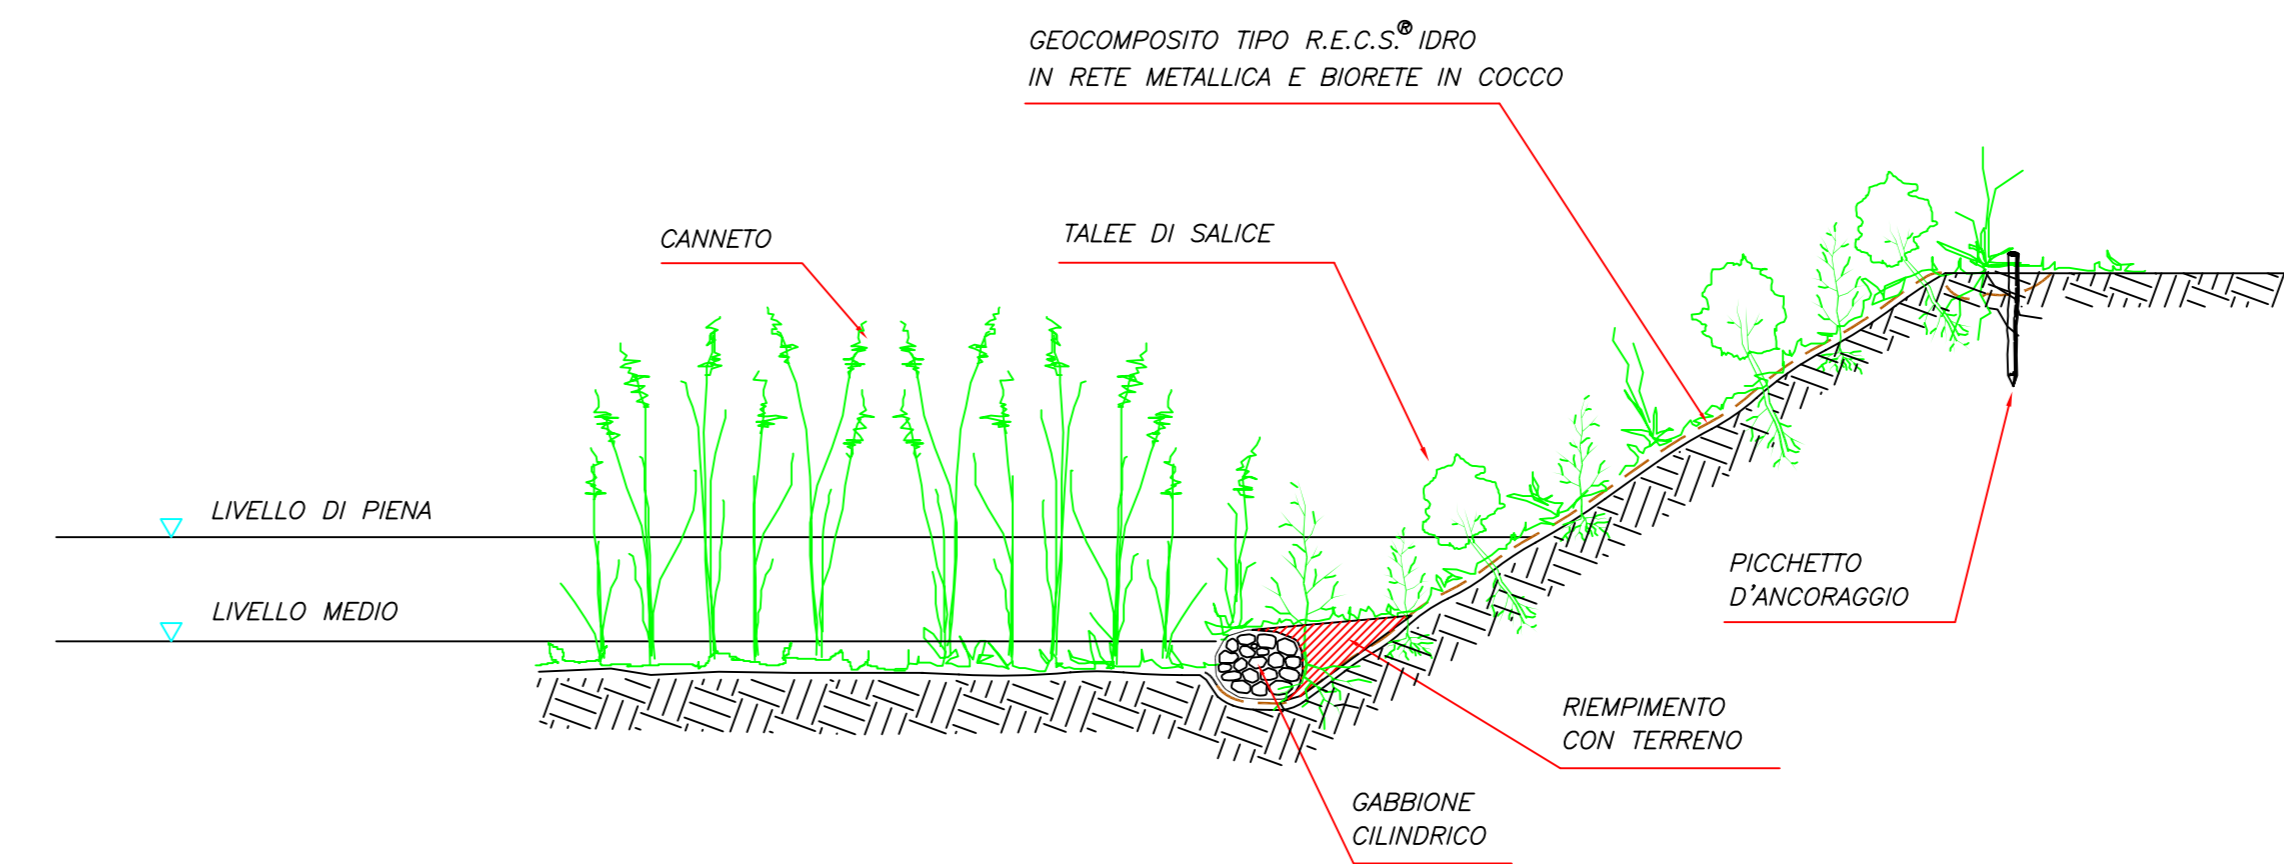 GEOCOMPOSITO TIPO R.E.C.S.® IDRO
IN RETE METALLICA E BIORETE IN COCCO
CANNETO
TALEE DI SALICE
LIVELLO DI PIENA
LIVELLO MEDIO
PICCHETTO
D'ANCORAGGIO
RIEMPIMENTO
CON TERRENO
GABBIONE
CILINDRICO